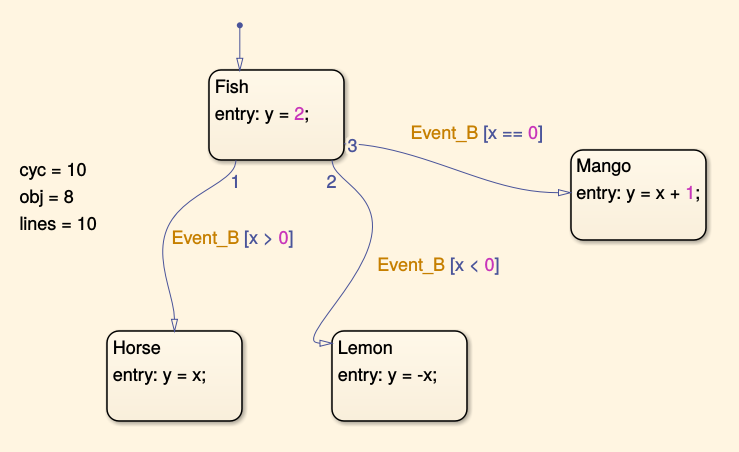 Fish
entry: y = 2;
3
Event_B [x == 0]
Mango
entry: y = x + 1;
cyc = 10
obj = 8
lines = 10
1
2
Event_B [x > 0]
Event_B [x < 0]
Horse
entry: y = x;
Lemon
entry: y = -x;